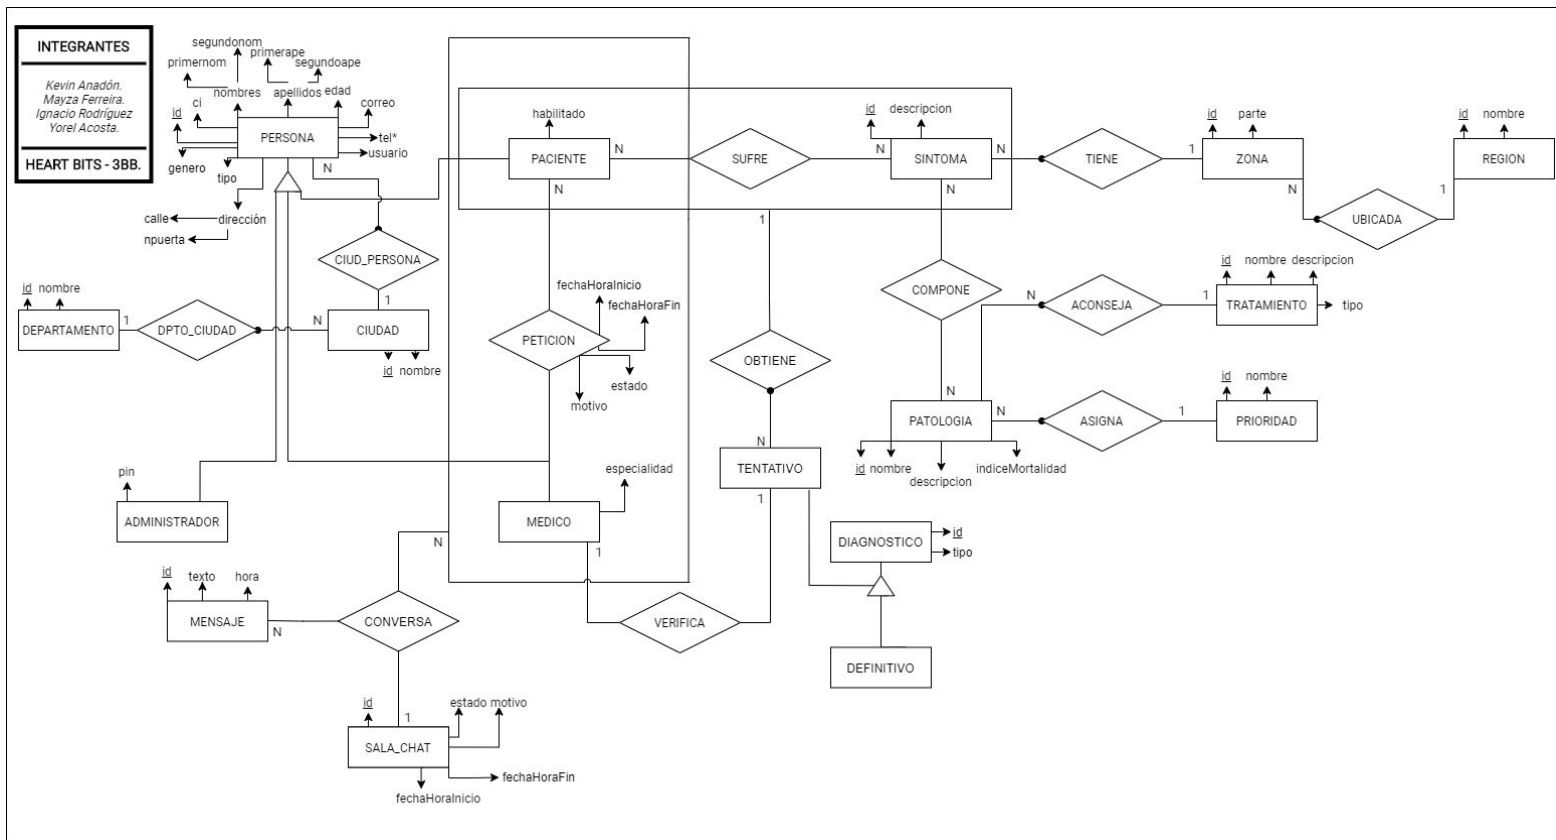 INTEGRANTES
Kevin Anadón.
Mayza Ferreira.
Ignacio Rodríguez
Yorel Acosta.
HEART BITS - 3BB.
segundonom
primerape
primernom
segundoape
nombres
apellidos
edad
ci
correo
id
PERSONA
tel*
usuario
genero
tipo
N
calle
dirección
npuerta
CIUD_PERSONA
1
id nombre
DEPARTAMENTO
1
DPTO_CIUDAD
N
CIUDAD
id nombre
habilitado
PACIENTE
N
SUFRE
N
id
descripcion
SINTOMA
N
TIENE
1
id
parte
ZONA
id
nombre
REGION
N
N
N
UBICADA
1
1
fechaHoraInicio
fechaHoraFin
PETICION
estado
motivo
OBTIENE
N
TENTATIVO
1
COMPONE
N
N
ACONSEJA
1
id
nombre
descripcion
TRATAMIENTO
tipo
PATOLOGIA
N
ASIGNA
1
id
nombre
PRIORIDAD
id nombre
descripcion
indiceMortalidad
pin
ADMINISTRADOR
especialidad
MEDICO
1
N
DIAGNOSTICO
id
tipo
DEFINITIVO
VERIFICA
id
texto
hora
MENSAJE
N
CONVERSA
1
id
estado motivo
SALA_CHAT
fechaHoraFin
fechaHoraInicio